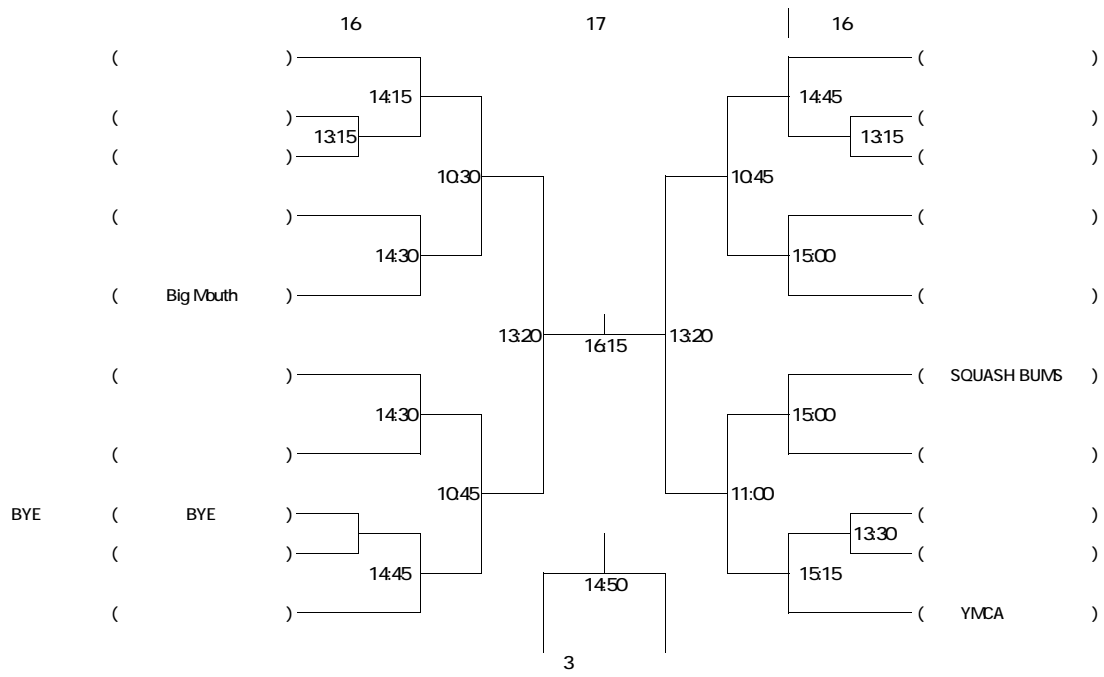 16 17 16
( ) ( )
14:15 14:45
( ) ( )
13:15 13:15
( ) ( )
10:30 10:45
( ) ( )
14:30 15:00
( Big Mouth ) ( )
13:20 16:15 13:20
( ) ( SQUASH BUMS )
14:30 15:00
( ) ( )
10:45 11:00
BYE ( BYE ) ( )
13:30
( ) ( )
14:45 14:50 15:15
( ) ( YMCA )
3